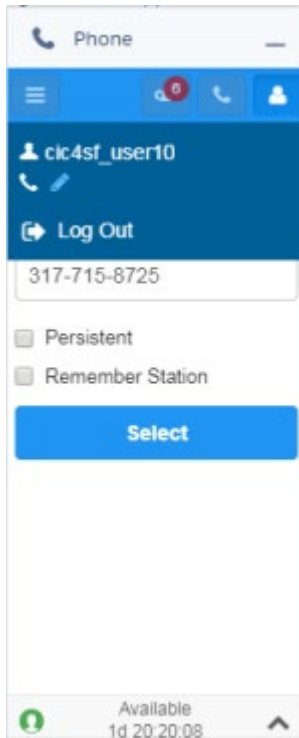 Phone
6
cic4sf_user10
Log Out
317-715-8725
Persistent
Remember Station
Select
Available
1d 20:20:08